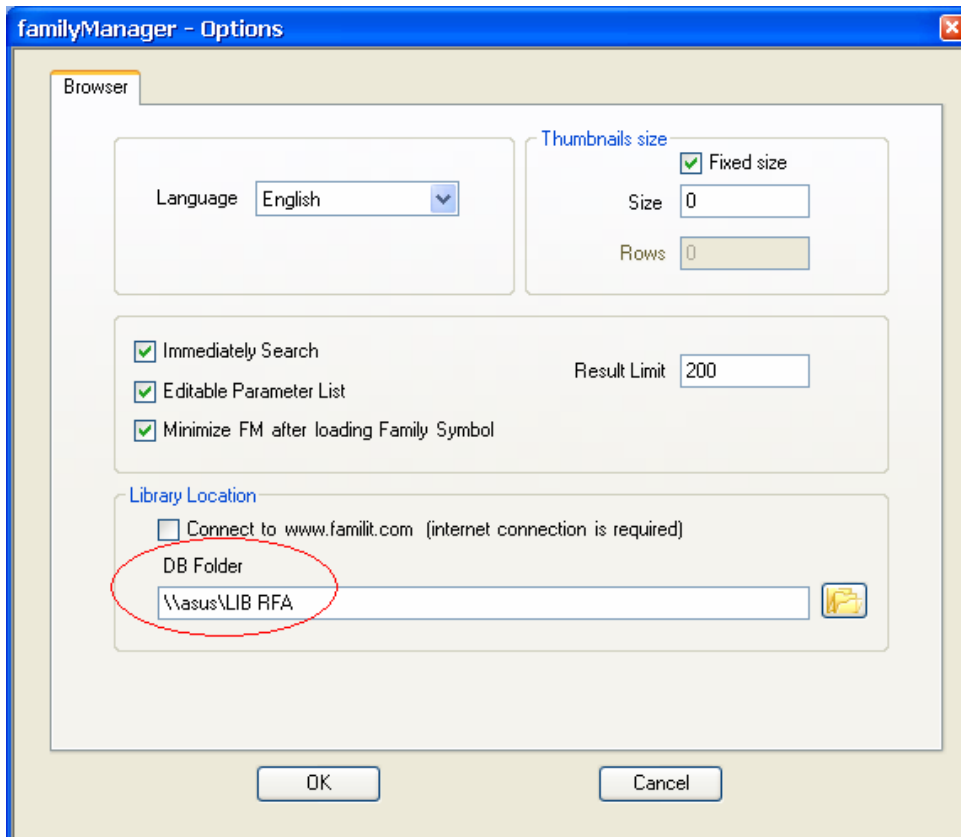 familyManager - Options
Browser
Thumbnails size
Fixed size
Language English
Size 0
Rows 0
Immediately Search
Result Limit 200
Editable Parameter List
Minimize FM after loading Family Symbol
Library Location
Connect to www.familit.com (internet connection is required)
DB Folder
\\asus\LIB RFA
OK Cancel